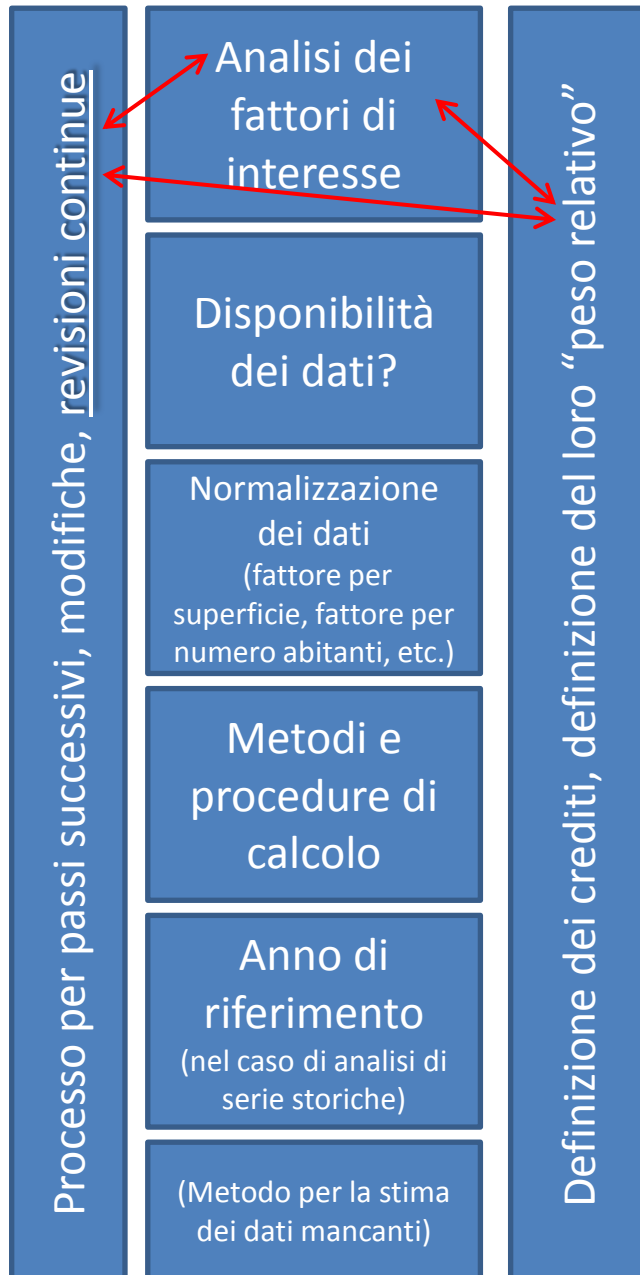 Processo per passi successivi, modifiche, revisioni continue
Analisi dei
fattori di
interesse
Disponibilità
dei dati?
Normalizzazione
dei dati
(fattore per
superficie, fattore per
numero abitanti, etc.)
Metodi e
procedure di
calcolo
Anno di
riferimento
(nel caso di analisi di
serie storiche)
(Metodo per la stima
dei dati mancanti)
Definizione dei crediti, definizione del loro “peso relativo”